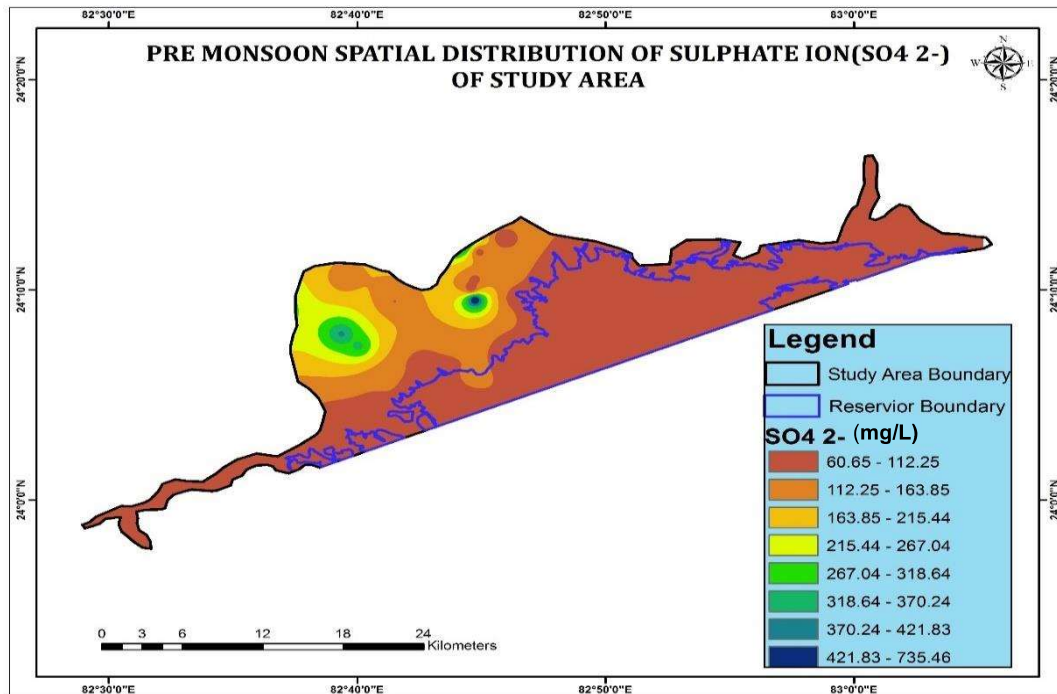 82°30'0"E 82°40'0"E 82°50'0"E 83°0'0"E
PRE MONSOON SPATIAL DISTRIBUTION OF SULPHATE ION(SO4 2-)
OF STUDY AREA
N
W E
S
24°20'0"N 24°20'0"N
24°10'0"N 24°10'0"N
24°0'0"N 24°0'0"N
Legend
Study Area Boundary
Reservior Boundary
SO4 2- (mg/L)
60.65 - 112.25
112.25 - 163.85
163.85 - 215.44
215.44 - 267.04
267.04 - 318.64
318.64 - 370.24
370.24 - 421.83
421.83 - 735.46
0 3 6 12 18 24
Kilometers
82°30'0"E 82°40'0"E 82°50'0"E 83°0'0"E